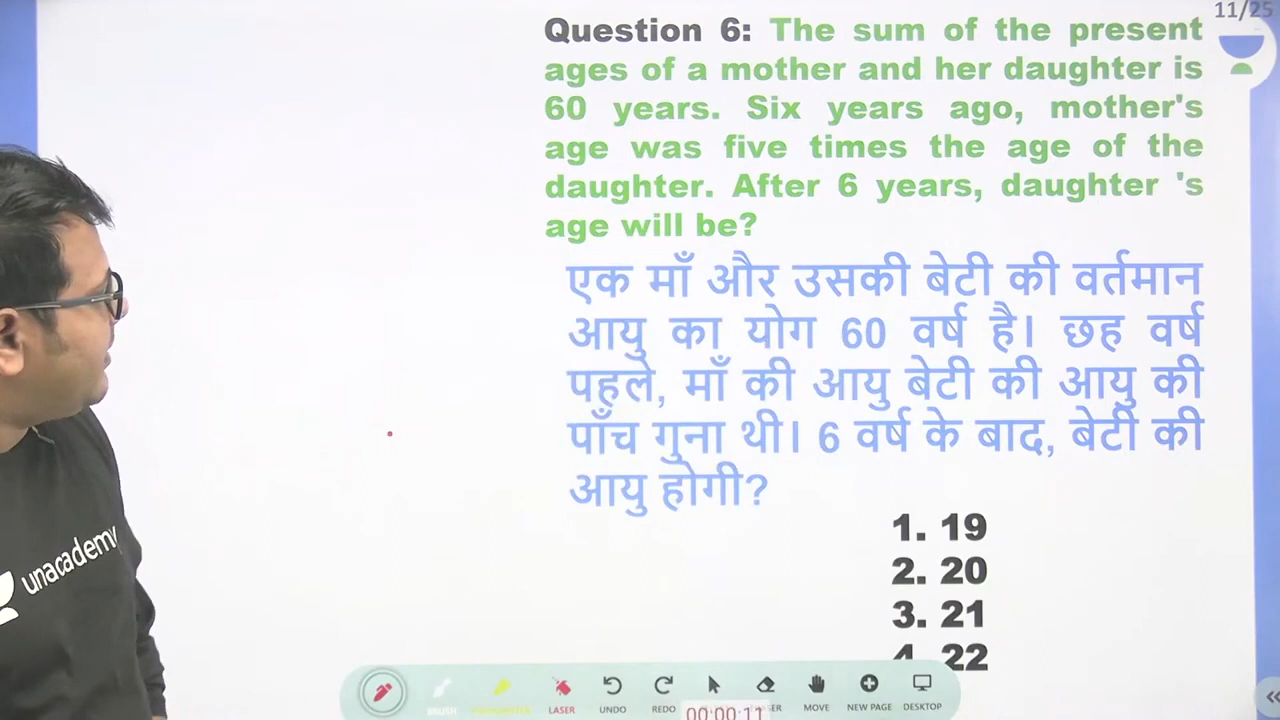 11/25
Question 6: The sum of the present
ages of a mother and her daughter is
60 years. Six years ago, mother's
age was five times the age of the
daughter. After 6 years, daughter 's
age will be?
एक माँ और उसकी बेटी की वर्तमान
आयु का योग 60 वर्ष है। छह वर्ष
पहले, माँ की आयु बेटी की आयु की
पाँच गुना थी। 6 वर्ष के बाद, बेटी की
आयु होगी?
1. 19
2. 20
3. 21
4. 22
unacademy
BRUSH
LASER
UNDO
REDO
MOVE
NEW PAGE
DESKTOP
00:00:11